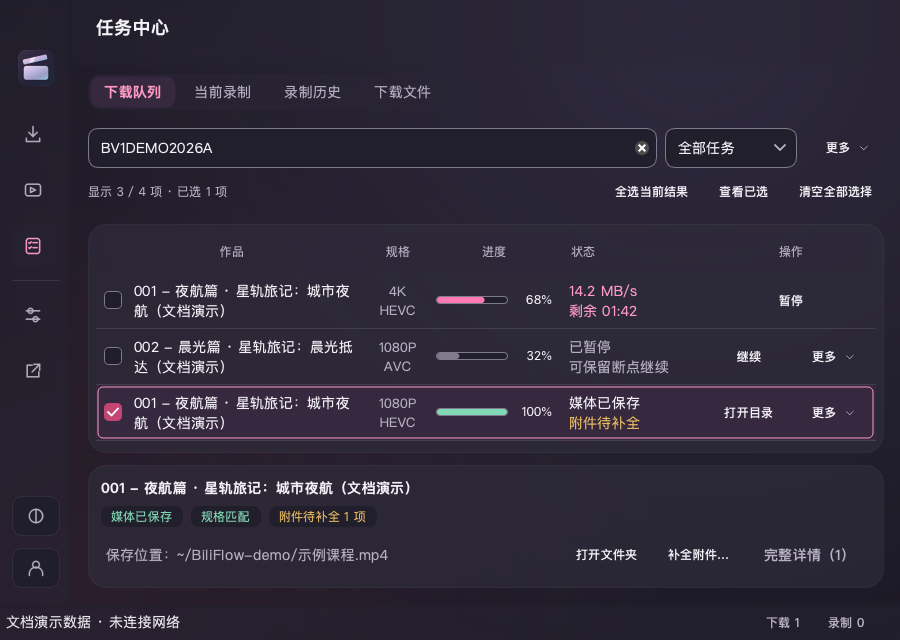 任务中心
下载队列 当前录制 录制历史 下载文件
BV1DEMO2026A 全部任务 更多
显示 3 / 4 项 · 已选 1 项 全选当前结果 查看已选 清空全部选择
作品 规格 进度 状态 操作
001 – 夜航篇 · 星轨旅记：城市夜
航（文档演示）
4K
HEVC
68%
14.2 MB/s
剩余 01:42
暂停
002 – 晨光篇 · 星轨旅记：晨光抵
达（文档演示）
1080P
AVC
32%
已暂停
可保留断点继续
继续 更多
001 – 夜航篇 · 星轨旅记：城市夜
航（文档演示）
1080P
HEVC
100%
媒体已保存
附件待补全
打开目录 更多
001 – 夜航篇 · 星轨旅记：城市夜航（文档演示）
媒体已保存 规格匹配 附件待补全 1 项
保存位置：~/BiliFlow-demo/示例课程.mp4 打开文件夹 补全附件... 完整详情（1）
文档演示数据 · 未连接网络 下载 1 录制 0